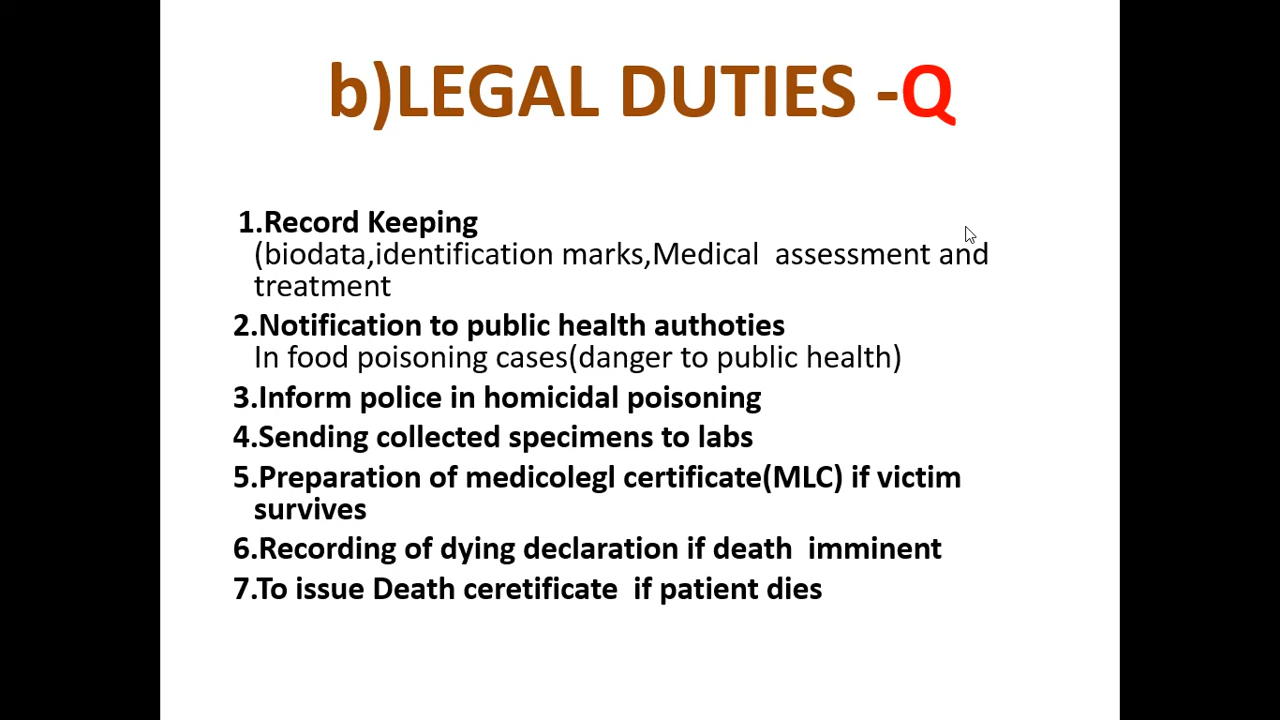 b)LEGAL DUTIES -Q
1.Record Keeping
(biodata,identification marks,Medical assessment and
treatment
2.Notification to public health authoties
In food poisoning cases(danger to public health)
3.Inform police in homicidal poisoning
4.Sending collected specimens to labs
5.Preparation of medicolegl certificate(MLC) if victim
survives
6.Recording of dying declaration if death imminent
7.To issue Death ceretificate if patient dies